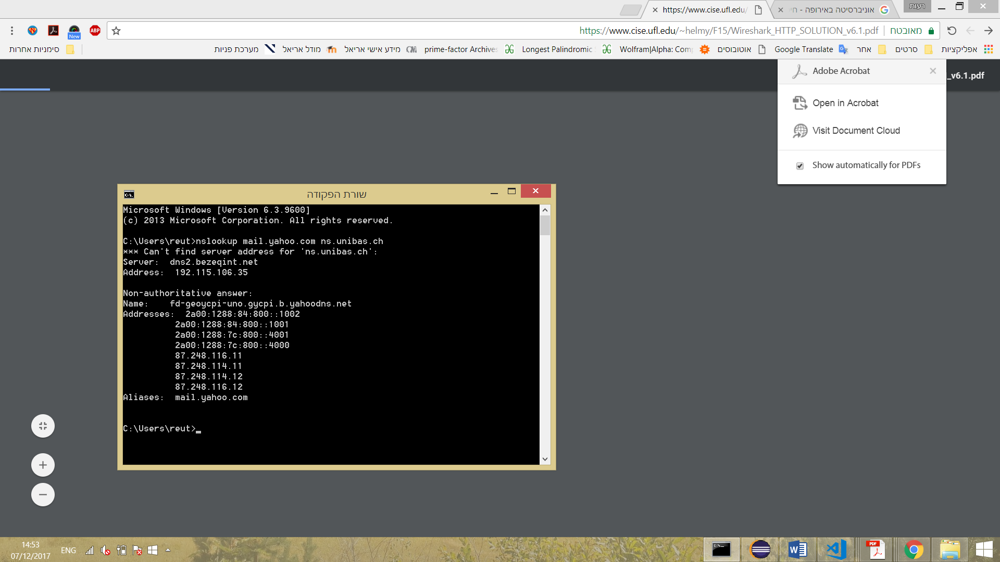 https://www.cise.ufl.edu/
אוניברסיטה באירופה - חי
רעות
New
ABP
https://www.cise.ufl.edu/~helmy/F15/Wireshark_HTTP_SOLUTION_v6.1.pdf
מאובטח
אפליקציות
סרטים
אחר
Google Translate
אוטובוסים
Wolfram|Alpha: Comp
Longest Palindromic
prime-factor Archives
מידע אישי אריאל
מודל אריאל
מערכת פניות
סימניות אחרות
_v6.1.pdf
Adobe Acrobat
Open in Acrobat
Visit Document Cloud
Show automatically for PDFs
שורת הפקודה
Microsoft Windows [Version 6.3.9600]
(c) 2013 Microsoft Corporation. All rights reserved.
C:\Users\reut>nslookup mail.yahoo.com ns.unibas.ch
*** Can't find server address for 'ns.unibas.ch':
Server:  dns2.bezeqint.net
Address:  192.115.106.35
Non-authoritative answer:
Name:    fd-geoycpi-uno.gycpi.b.yahoodns.net
Addresses:  2a00:1288:84:800::1002
2a00:1288:84:800::1001
2a00:1288:7c:800::4001
2a00:1288:7c:800::4000
87.248.116.11
87.248.114.11
87.248.114.12
87.248.116.12
Aliases:  mail.yahoo.com
C:\Users\reut>
14:53
07/12/2017
ENG
PDF